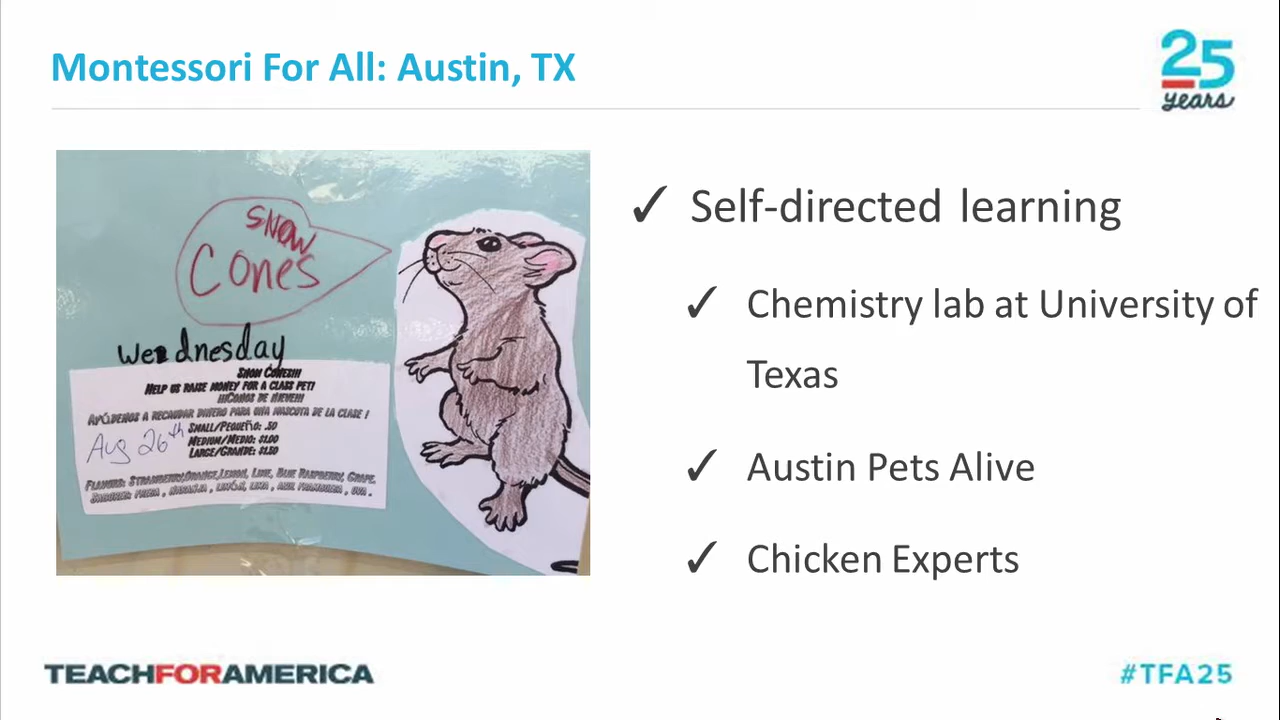 Montessori For All: Austin, TX
25
years
SNOW
Cones
Wednesday
SNOW CONES!!!
HELP US RAISE MONEY FOR A CLASS PET!
¡¡¡CONOS DE NIEVE!!!
AYÚDENOS A RECAUDAR DINERO PARA UNA MASCOTA DE LA CLASE !
Aug 26th
SMALL/PEQUEÑO: .50
MEDIUM/MEDIO: $1.00
LARGE/GRANDE: $1.50
FLAVORS: STRAWBERRY, ORANGE, LEMON, LIME, BLUE RASPBERRY, GRAPE.
SABORES: FRESA , NARANJA , LIMÓN, LIMA , AZUL FRAMBUESA , UVA .
✓ Self-directed learning
✓ Chemistry lab at University of
Texas
✓ Austin Pets Alive
✓ Chicken Experts
TEACHFORAMERICA
#TFA25